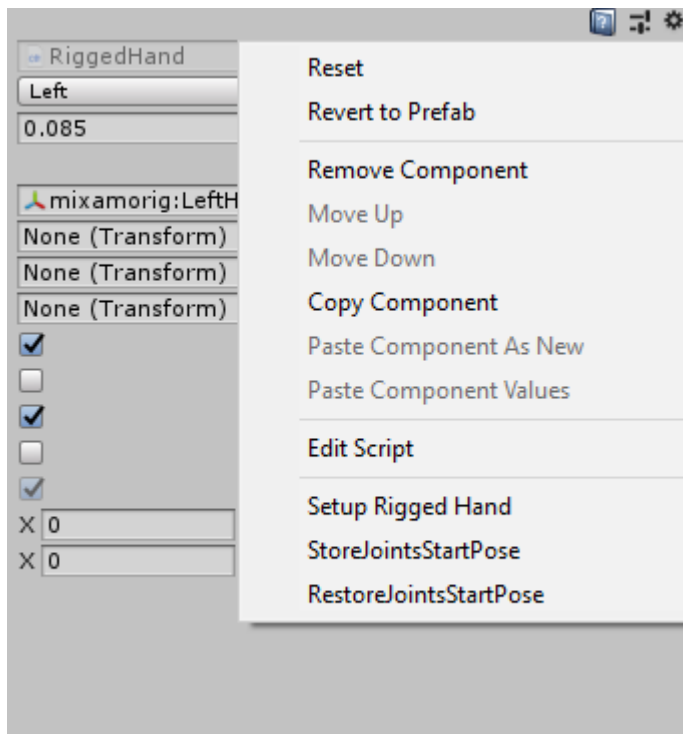 RiggedHand
Left
0.085
mixamorig:LeftH
None (Transform)
None (Transform)
None (Transform)
X 0
X 0
Reset
Revert to Prefab
Remove Component
Move Up
Move Down
Copy Component
Paste Component As New
Paste Component Values
Edit Script
Setup Rigged Hand
StoreJointsStartPose
RestoreJointsStartPose